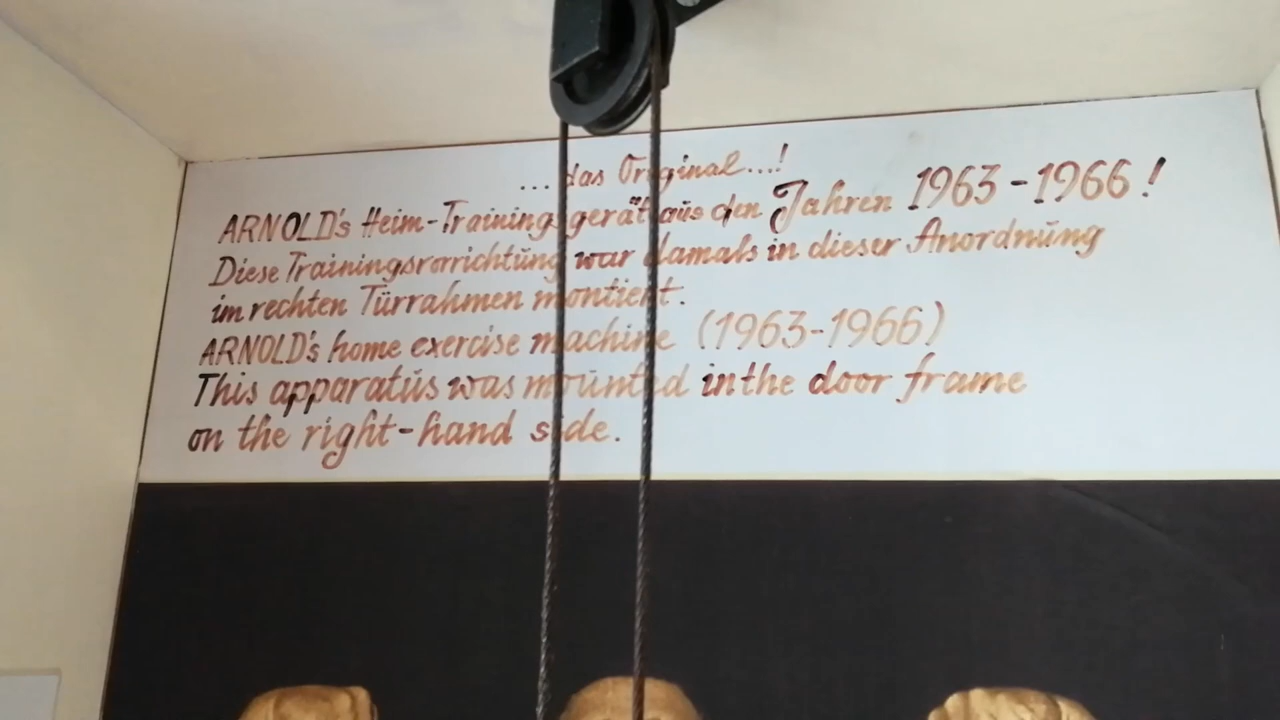 ... das Original...!
ARNOLD's Heim-Trainingsgerät aus den Jahren 1963-1966!
Diese Trainingsvorrichtung war damals in dieser Anordnung
im rechten Türrahmen montiert.
ARNOLD's home exercise machine (1963-1966)
This apparatus was mounted in the door frame
on the right-hand side.